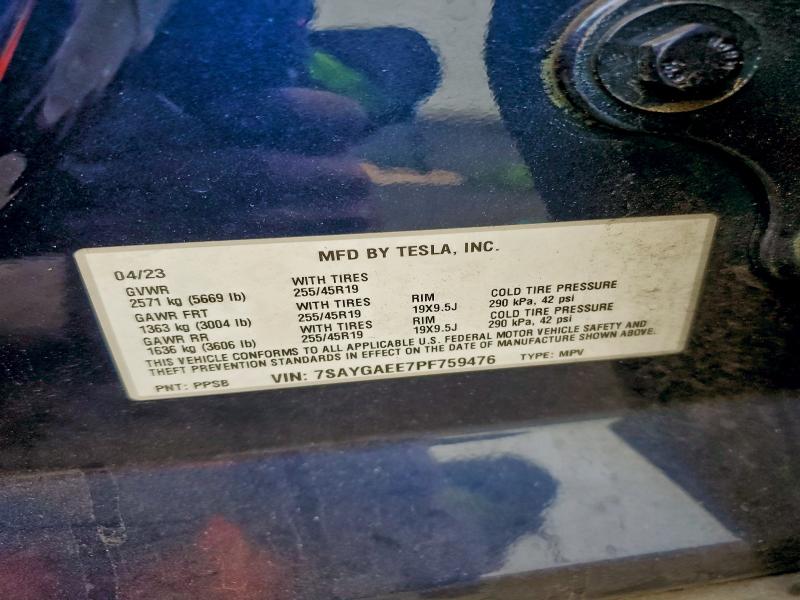 MFD BY TESLA, INC.
04/23
GVWR WITH TIRES
2571 kg (5669 lb) 255/45R19 RIM COLD TIRE PRESSURE
GAWR FRT WITH TIRES 19X9.5J 290 kPa, 42 psi
1363 kg (3004 lb) 255/45R19 RIM COLD TIRE PRESSURE
GAWR RR WITH TIRES 19X9.5J 290 kPa, 42 psi
1636 kg (3606 lb) 255/45R19
THIS VEHICLE CONFORMS TO ALL APPLICABLE U.S. FEDERAL MOTOR VEHICLE SAFETY AND
THEFT PREVENTION STANDARDS IN EFFECT ON THE DATE OF MANUFACTURE SHOWN ABOVE.
PNT: PPSB VIN: 7SAYGAEE7PF759476 TYPE: MPV